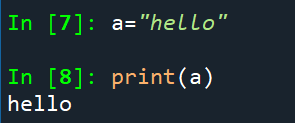 In [7]: a="hello"
In [8]: print(a)
hello